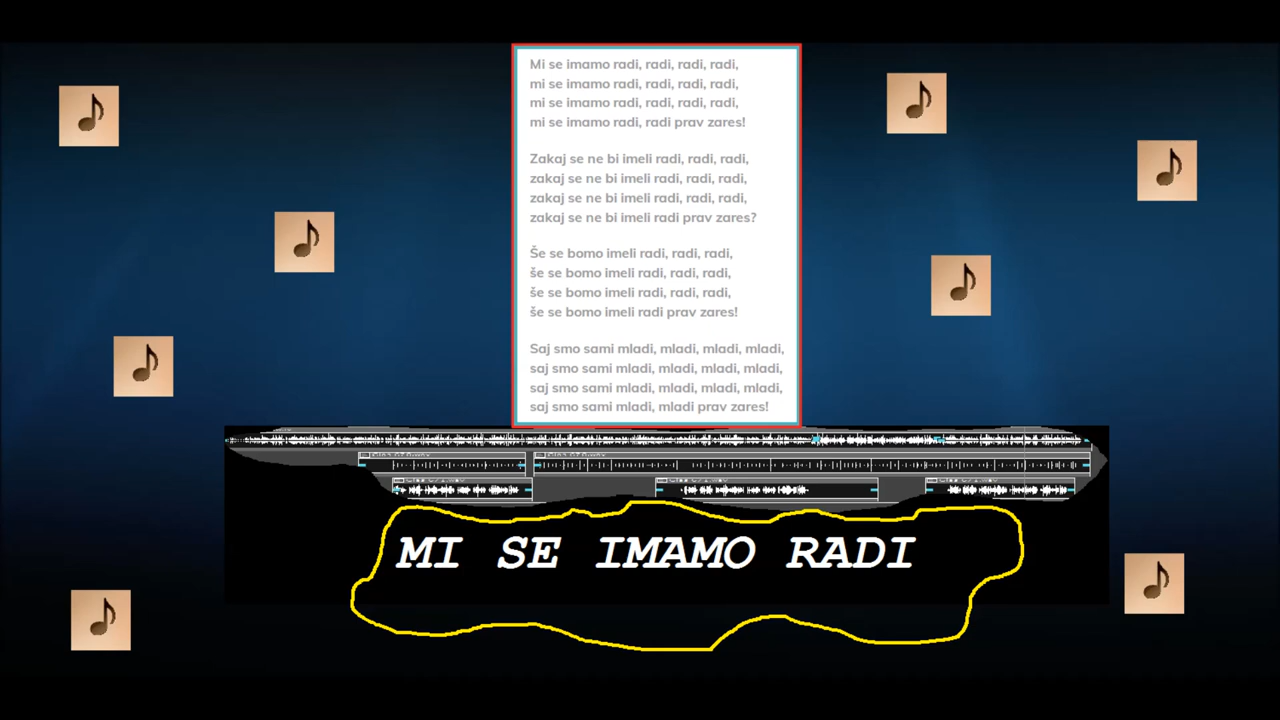 Mi se imamo radi, radi, radi, radi,
mi se imamo radi, radi, radi, radi,
mi se imamo radi, radi, radi, radi,
mi se imamo radi, radi prav zares!
Zakaj se ne bi imeli radi, radi, radi,
zakaj se ne bi imeli radi, radi, radi,
zakaj se ne bi imeli radi, radi, radi,
zakaj se ne bi imeli radi prav zares?
Še se bomo imeli radi, radi, radi,
še se bomo imeli radi, radi, radi,
še se bomo imeli radi, radi, radi,
še se bomo imeli radi prav zares!
Saj smo sami mladi, mladi, mladi, mladi,
saj smo sami mladi, mladi, mladi, mladi,
saj smo sami mladi, mladi, mladi, mladi,
saj smo sami mladi, mladi prav zares!
MI SE IMAMO RADI